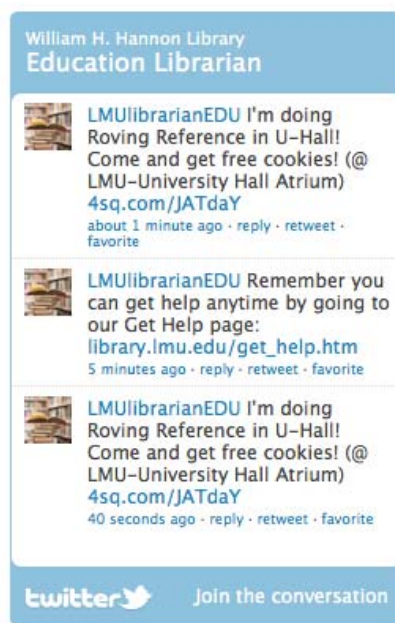 William H. Hannon Library
Education Librarian
LMUlibrarianEDU I'm doing
Roving Reference in U-Hall!
Come and get free cookies! (@
LMU-University Hall Atrium)
4sq.com/JATdaY
about 1 minute ago · reply · retweet ·
favorite
LMUlibrarianEDU Remember you
can get help anytime by going to
our Get Help page:
library.lmu.edu/get_help.htm
5 minutes ago · reply · retweet · favorite
LMUlibrarianEDU I'm doing
Roving Reference in U-Hall!
Come and get free cookies! (@
LMU-University Hall Atrium)
4sq.com/JATdaY
40 seconds ago · reply · retweet · favorite
twitter Join the conversation